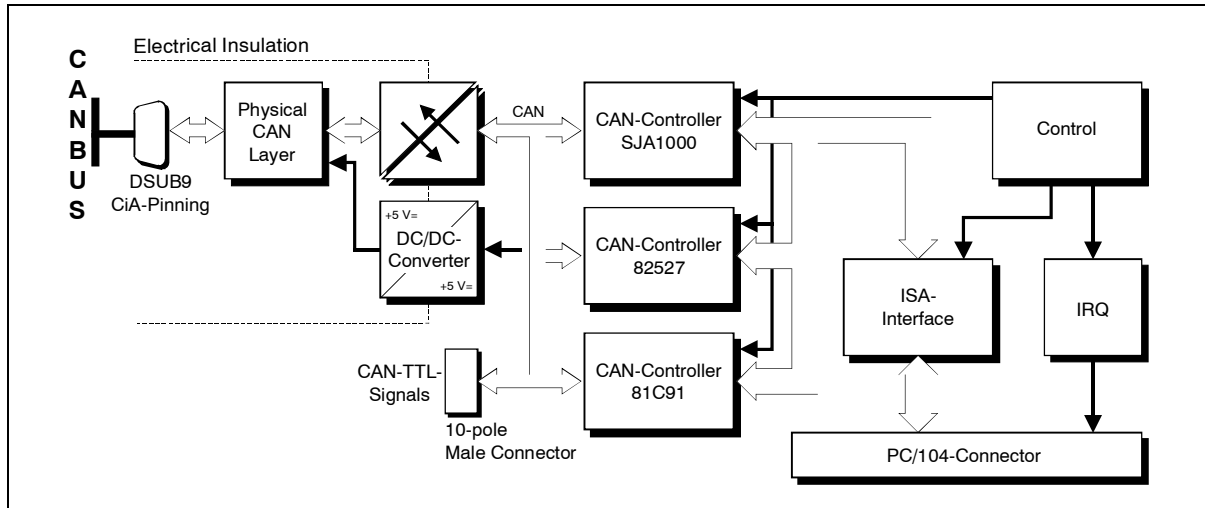 CANBUS
Electrical Insulation
DSUB9
CiA-Pinning
Physical
CAN
Layer
+5 V=
DC/DC-
Converter
+5 V=
CAN
CAN-TTL-
Signals
10-pole
Male Connector
CAN-Controller
SJA1000
CAN-Controller
82527
CAN-Controller
81C91
Control
ISA-
Interface
IRQ
PC/104-Connector